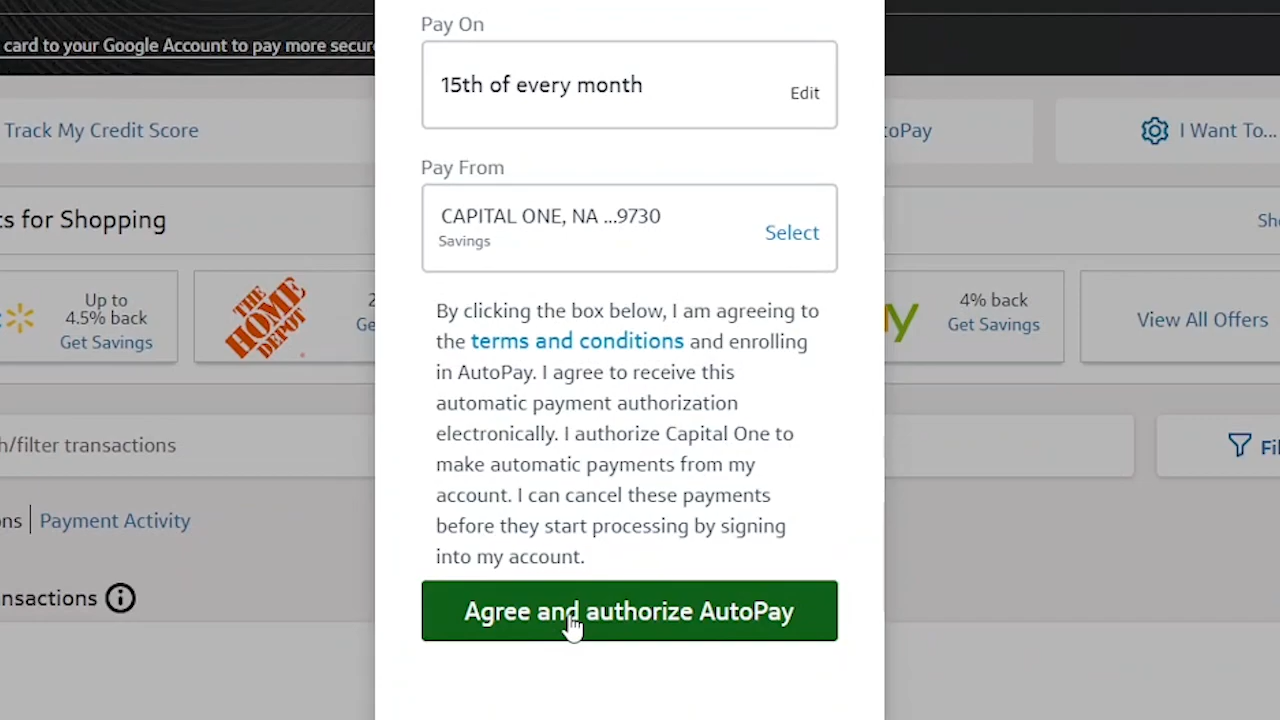 card to your Google Account to pay more secur
Track My Credit Score
I Want To...
s for Shopping
Up to
4.5% back
Get Savings
THE
HOME
DEPOT
2
Ge
4% back
Get Savings
View All Offers
/filter transactions
Payment Activity
Pay On
15th of every month
Edit
Pay From
CAPITAL ONE, NA ...9730
Savings
Select
By clicking the box below, I am agreeing to
the terms and conditions and enrolling
in AutoPay. I agree to receive this
automatic payment authorization
electronically. I authorize Capital One to
make automatic payments from my
account. I can cancel these payments
before they start processing by signing
into my account.
Agree and authorize AutoPay